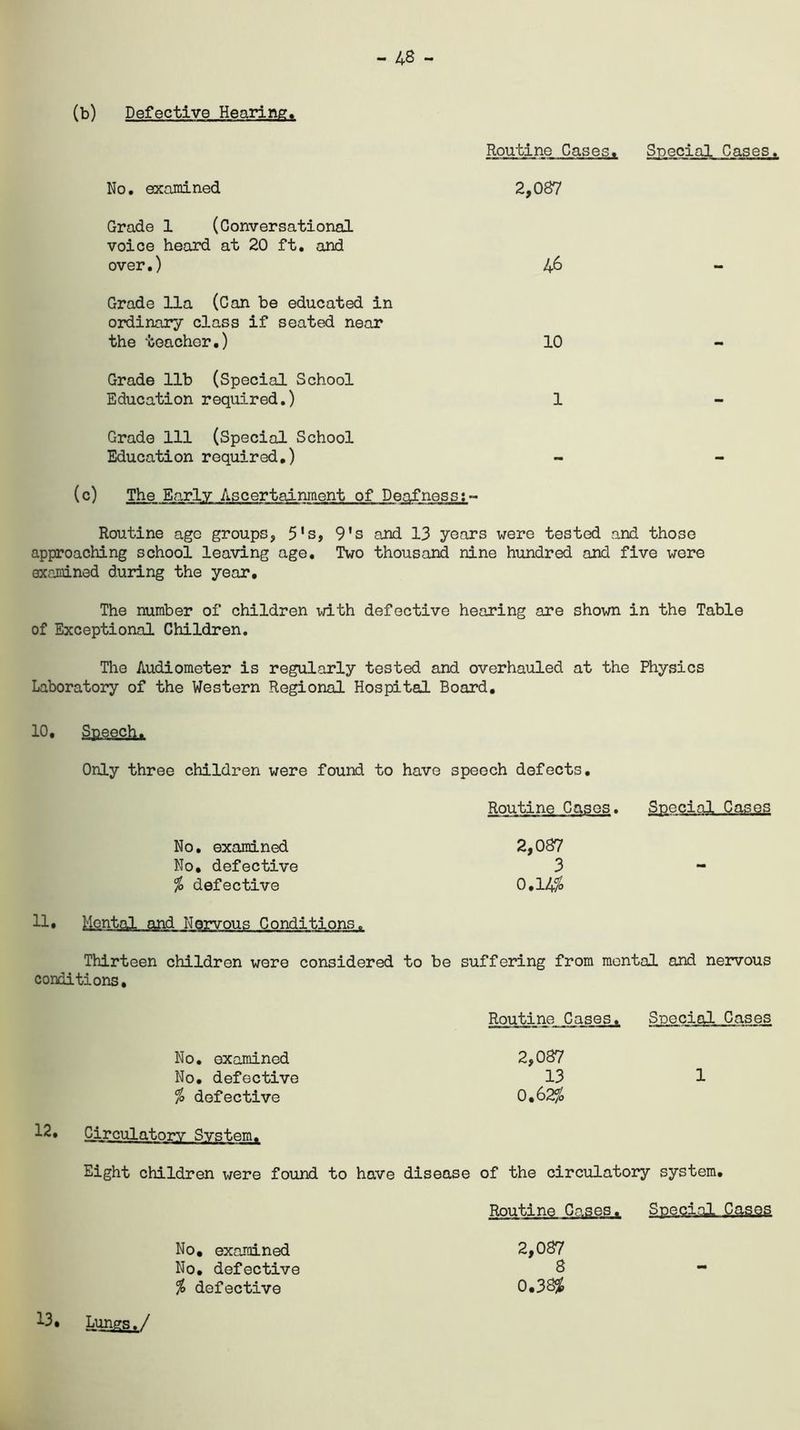 - 48 -
(b) Defective Hearing.
Routine Cases. Special Cases.
No. examined 2,087
Grade 1 (Conversational
voice heard at 20 ft. and
over.) 46 -
Grade 11a (Can be educated in
ordinary class if seated near
the teacher.) 10 -
Grade 11b (Special School
Education required.) 1 -
Grade 111 (Special School
Education required.) - -
(c) The Early Ascertainment of Deafness:-
Routine age groups, 5's, 9's and 13 years were tested and those
approaching school leaving age. Two thousand nine hundred and five were
examined during the year.
The number of children with defective hearing are shown in the Table
of Exceptional Children.
The Audiometer is regularly tested and overhauled at the Physics
Laboratory of the Western Regional Hospital Board.
10. Speech.
Only three children were found to have speech defects.
Routine Cases. Special Cases
No. examined 2,087
No. defective 3 -
% defective 0.14%
11. Mental and Nervous Conditions.
Thirteen children were considered to be suffering from mental and nervous
conditions.
Routine Cases. Special Cases
No. examined 2,087
No. defective 13 1
% defective 0.62%
12. Circulatory System.
Eight children were found to have disease of the circulatory system.
Routine Cases. Special Cases
No. examined 2,087
No. defective 8 -
% defective 0.38%
13. Lungs./